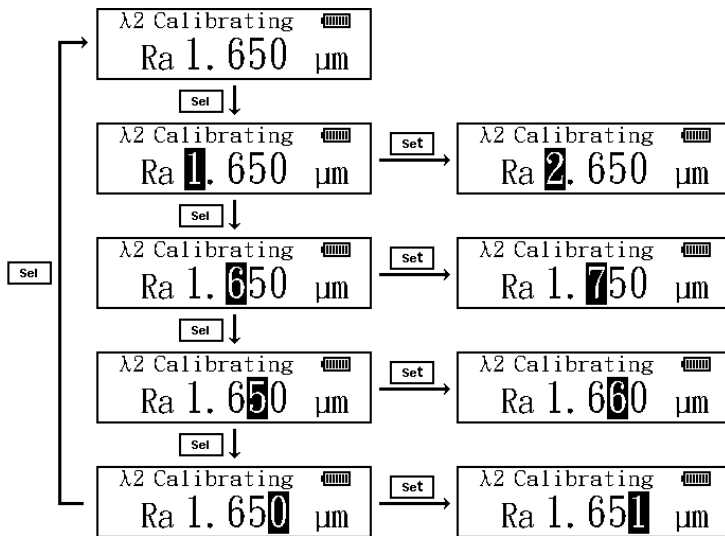 λ2 Calibrating
Ra 1. 650 μm
Sel
λ2 Calibrating
Ra 1. 650 μm
Set
λ2 Calibrating
Ra 2. 650 μm
Sel
λ2 Calibrating
Ra 1. 650 μm
Set
λ2 Calibrating
Ra 1. 750 μm
Sel
Sel
λ2 Calibrating
Ra 1. 650 μm
Set
λ2 Calibrating
Ra 1. 660 μm
Sel
λ2 Calibrating
Ra 1. 650 μm
Set
λ2 Calibrating
Ra 1. 651 μm